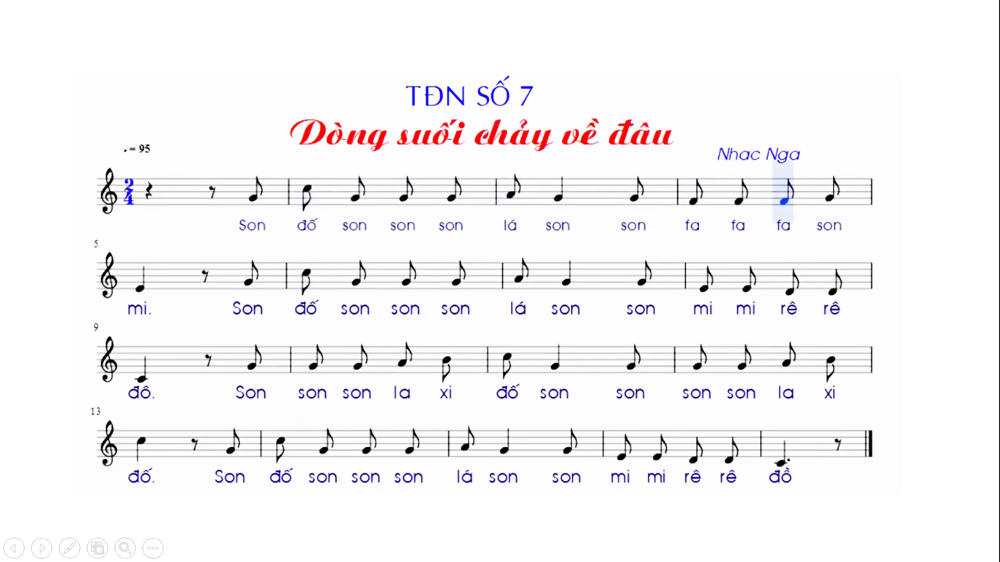 TĐN SỐ 7
Dòng suối chảy về đâu
= 95
Nhac Nga
2
4
Son đố son son son lá son son fa fa fa son
5
mi. Son đố son son son lá son son mi mi rê rê
9
đô. Son son son la xi đố son son son son la xi
13
đố. Son đố son son son lá son son mi mi rê rê đồ